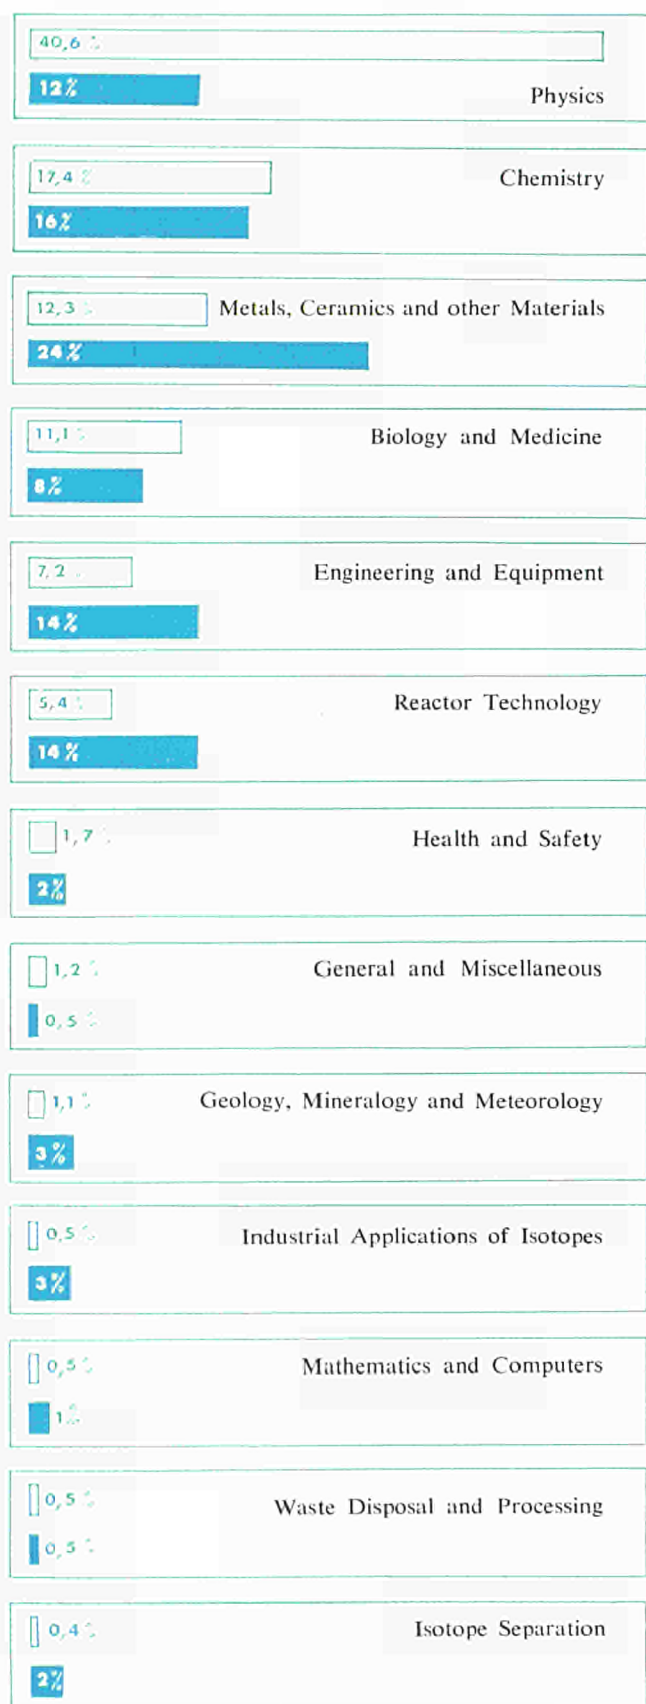 40,6 %
12%
Physics
17,4 %
Chemistry
16%
12,3 %
Metals, Ceramics and other Materials
24%
11,1 %
Biology and Medicine
8%
7,2 %
Engineering and Equipment
14%
5,4 %
Reactor Technology
14%
1,7 %
Health and Safety
2%
1,2 %
General and Miscellaneous
0,5 %
1,1 %
Geology, Mineralogy and Meteorology
3%
0,5 %
Industrial Applications of Isotopes
3%
0,5 %
Mathematics and Computers
1%
0,5 %
Waste Disposal and Processing
0,5 %
0,4 %
Isotope Separation
2%